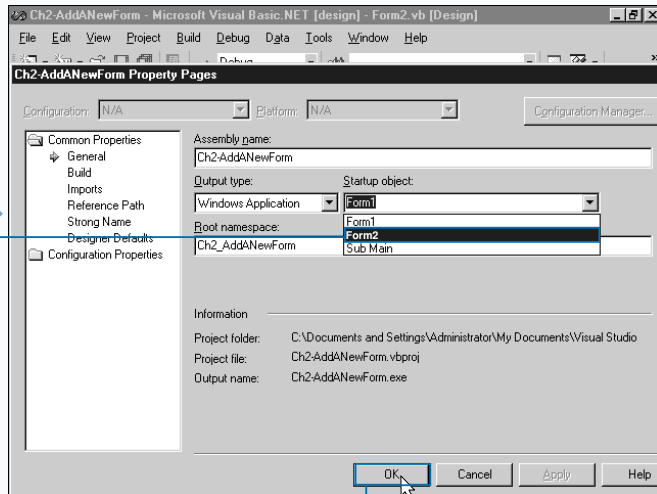 Ch2-AddANewForm - Microsoft Visual Basic.NET [design] - Form2.vb [Design]
File Edit View Project Build Debug Data Tools Window Help
Debug
Ch2-AddANewForm Property Pages
Configuration: N/A Platform: N/A Configuration Manager...
Common Properties
General
Build
Imports
Reference Path
Strong Name
Designer Defaults
Configuration Properties
Assembly name:
Ch2-AddANewForm
Output type: Startup object:
Windows Application Form1
Form1
Root namespace: Form2
Ch2_AddANewForm Sub Main
Information
Project folder: C:\Documents and Settings\Administrator\My Documents\Visual Studio
Project file: Ch2-AddANewForm.vbproj
Output name: Ch2-AddANewForm.exe
OK Cancel Apply Help